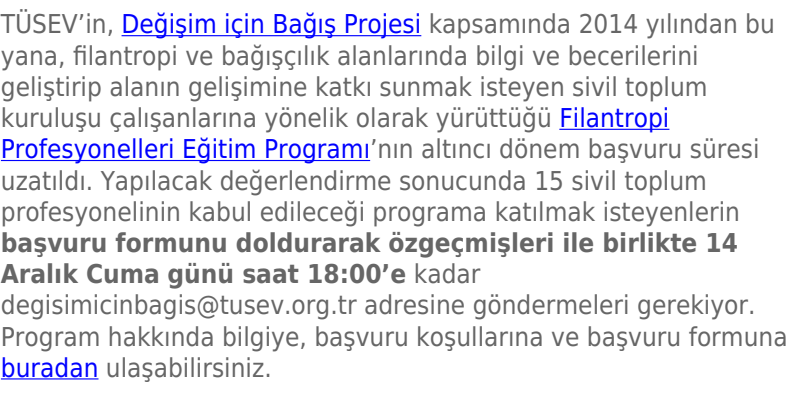 TÜSEV’in, Değişim için Bağış Projesi kapsamında 2014 yılından bu
yana, filantropi ve bağışçılık alanlarında bilgi ve becerilerini
geliştirip alanın gelişimine katkı sunmak isteyen sivil toplum
kuruluşu çalışanlarına yönelik olarak yürüttüğü Filantropi
Profesyonelleri Eğitim Programı’nın altıncı dönem başvuru süresi
uzatıldı. Yapılacak değerlendirme sonucunda 15 sivil toplum
profesyonelinin kabul edileceği programa katılmak isteyenlerin
başvuru formunu doldurarak özgeçmişleri ile birlikte 14
Aralık Cuma günü saat 18:00’e kadar
degisimicinbagis@tusev.org.tr adresine göndermeleri gerekiyor.
Program hakkında bilgiye, başvuru koşullarına ve başvuru formuna
buradan ulaşabilirsiniz.